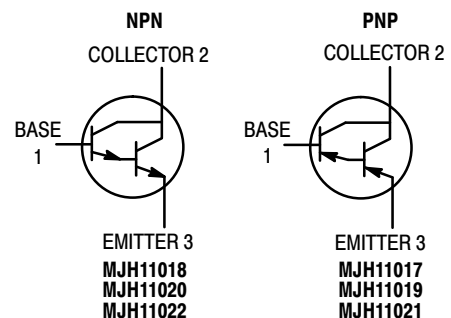 NPN
COLLECTOR 2
BASE
1
EMITTER 3
MJH11018
MJH11020
MJH11022
PNP
COLLECTOR 2
BASE
1
EMITTER 3
MJH11017
MJH11019
MJH11021